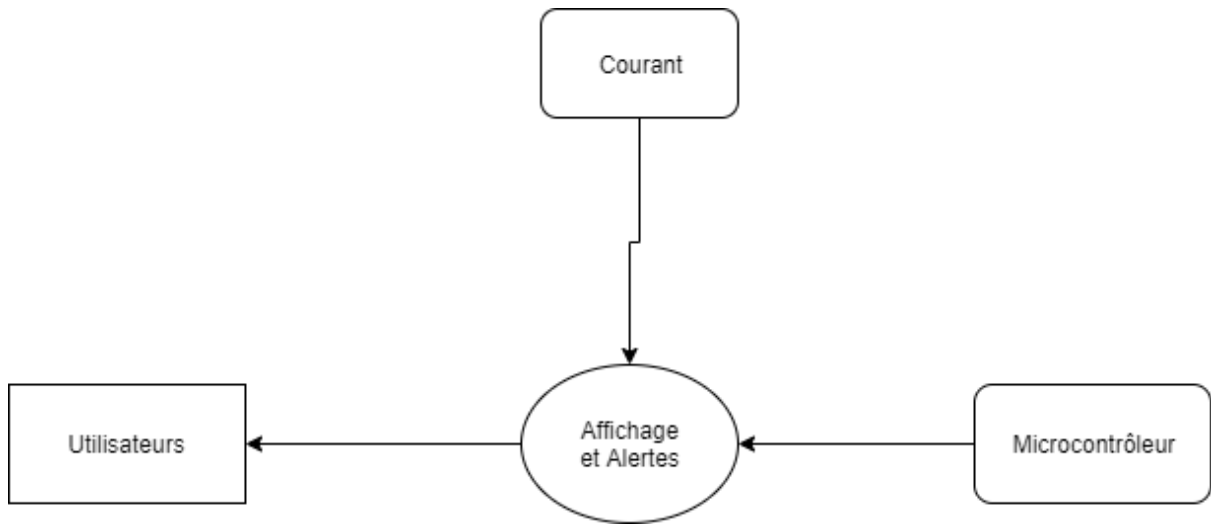 Courant
Utilisateurs
Affichage
et Alertes
Microcontrôleur